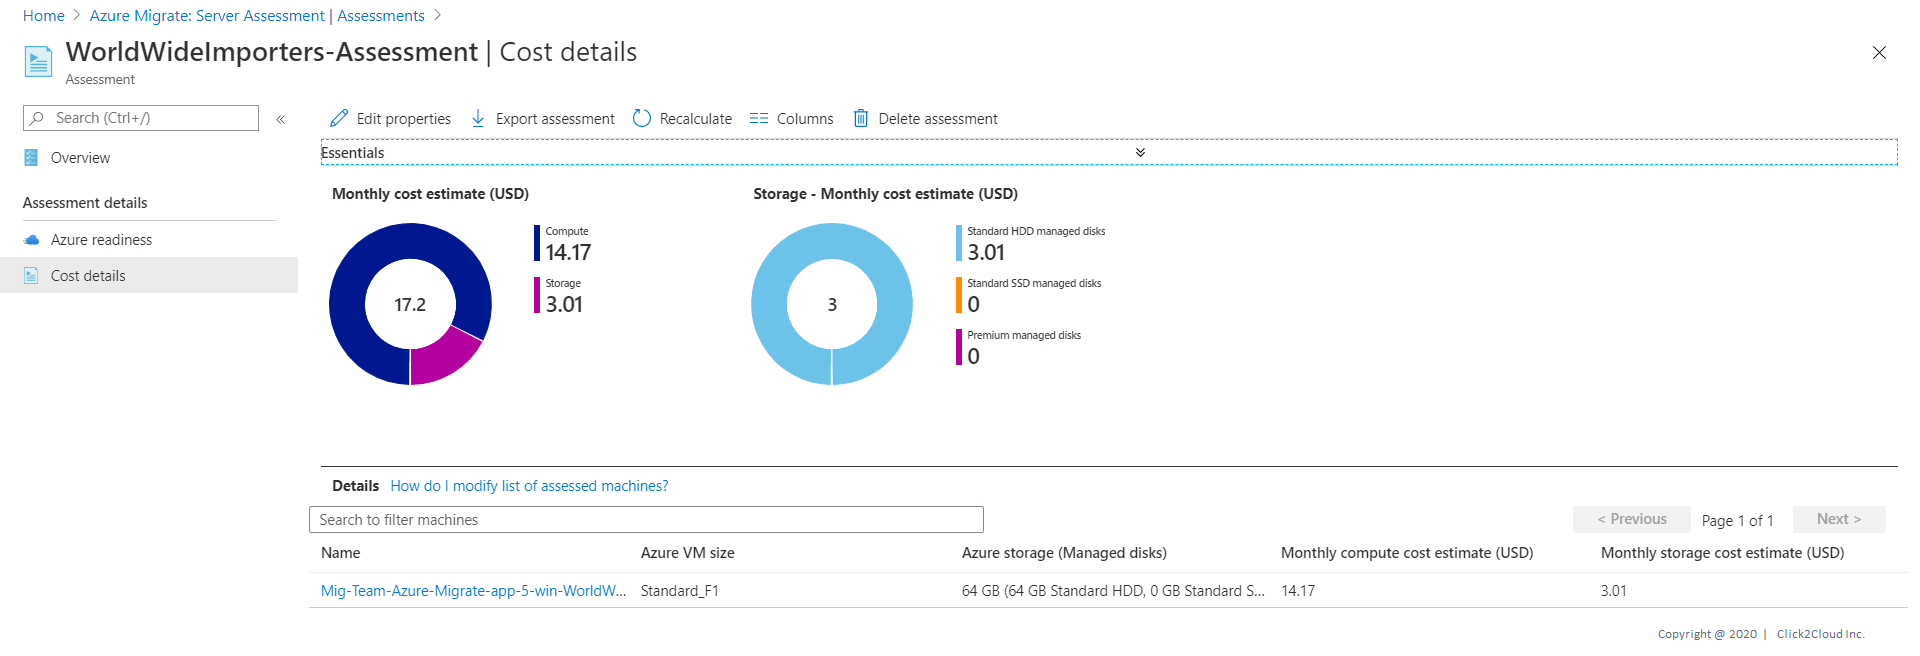 Home > Azure Migrate: Server Assessment | Assessments >
WorldWideImporters-Assessment | Cost details
Assessment
Search (Ctrl+/)
«
Overview
Assessment details
Azure readiness
Cost details
Edit properties Export assessment Recalculate Columns Delete assessment
Essentials
Monthly cost estimate (USD)
17.2
Compute
14.17
Storage
3.01
Storage - Monthly cost estimate (USD)
3
Standard HDD managed disks
3.01
Standard SSD managed disks
0
Premium managed disks
0
Details How do I modify list of assessed machines?
Search to filter machines
< Previous Page 1 of 1 Next >
Name Azure VM size Azure storage (Managed disks) Monthly compute cost estimate (USD) Monthly storage cost estimate (USD)
Mig-Team-Azure-Migrate-app-5-win-WorldW... Standard_F1 64 GB (64 GB Standard HDD, 0 GB Standard S... 14.17 3.01
Copyright @ 2020 | Click2Cloud Inc.